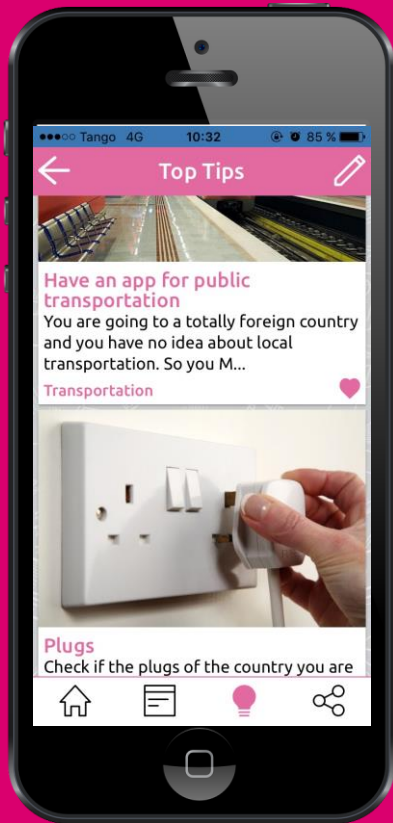 Tango 4G 10:32 85 %
Top Tips
Have an app for public
transportation
You are going to a totally foreign country
and you have no idea about local
transportation. So you M...
Transportation
Plugs
Check if the plugs of the country you are